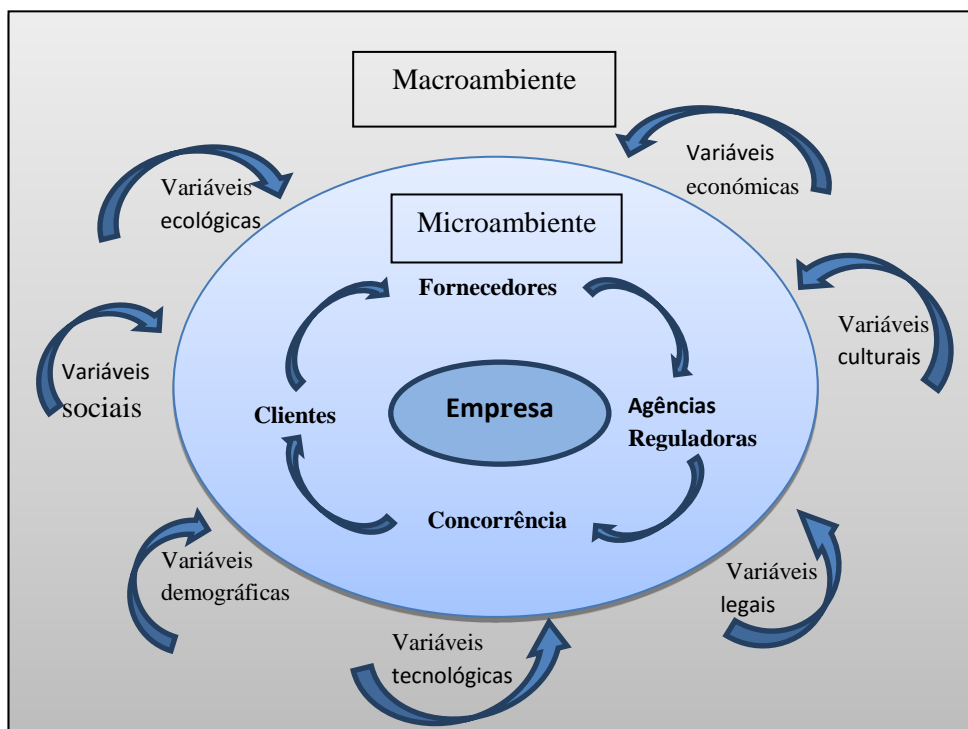 Macroambiente
Variáveis
económicas
Variáveis
ecológicas
Microambiente
Fornecedores
Variáveis
culturais
Variáveis
sociais
Clientes
Empresa
Agências
Reguladoras
Concorrência
Variáveis
demográficas
Variáveis
legais
Variáveis
tecnológicas